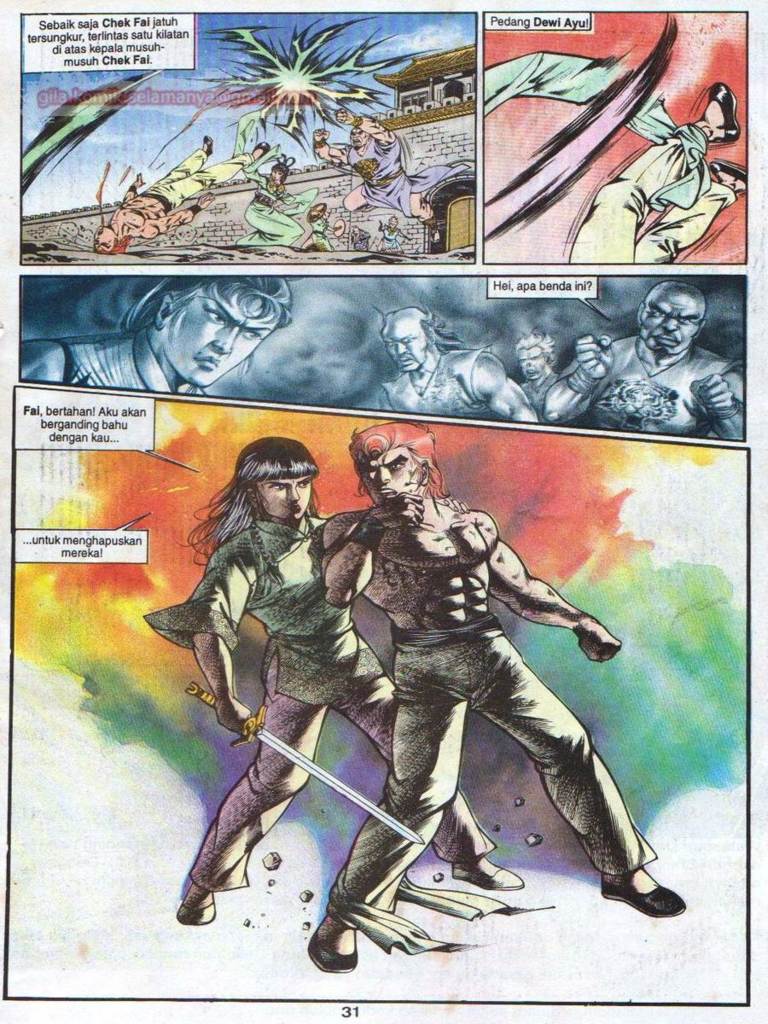 Sebaik saja Chek Fai jatuh
tersungkur, terlintas satu kilatan
di atas kepala musuh-
musuh Chek Fai.
Pedang Dewi Ayu!
Hei, apa benda ini?
Fai, bertahan! Aku akan
berganding bahu
dengan kau...
...untuk menghapuskan
mereka!
31